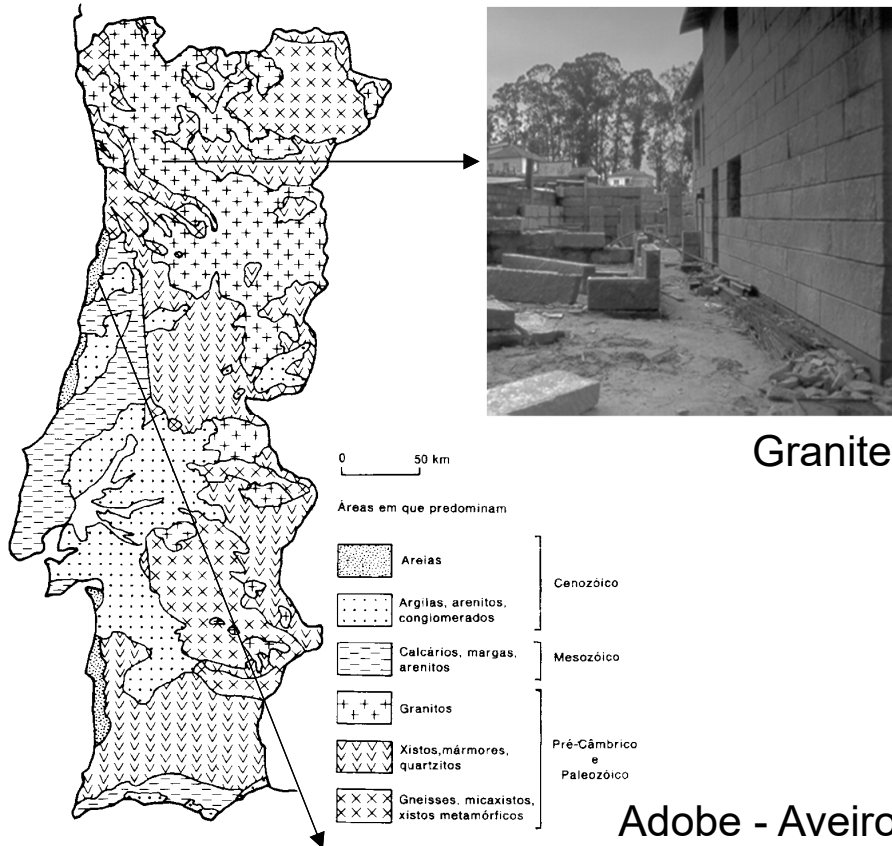 Granite
0 50 km
Áreas em que predominam
Areias
Argilas, arenitos,
conglomerados
Cenozóico
Calcários, margas,
arenitos
Mesozóico
Granitos
Xistos,mármores,
quartzitos
Gneisses, micaxistos,
xistos metamórficos
Pré-Câmbrico
e
Paleozóico
Adobe - Aveiro